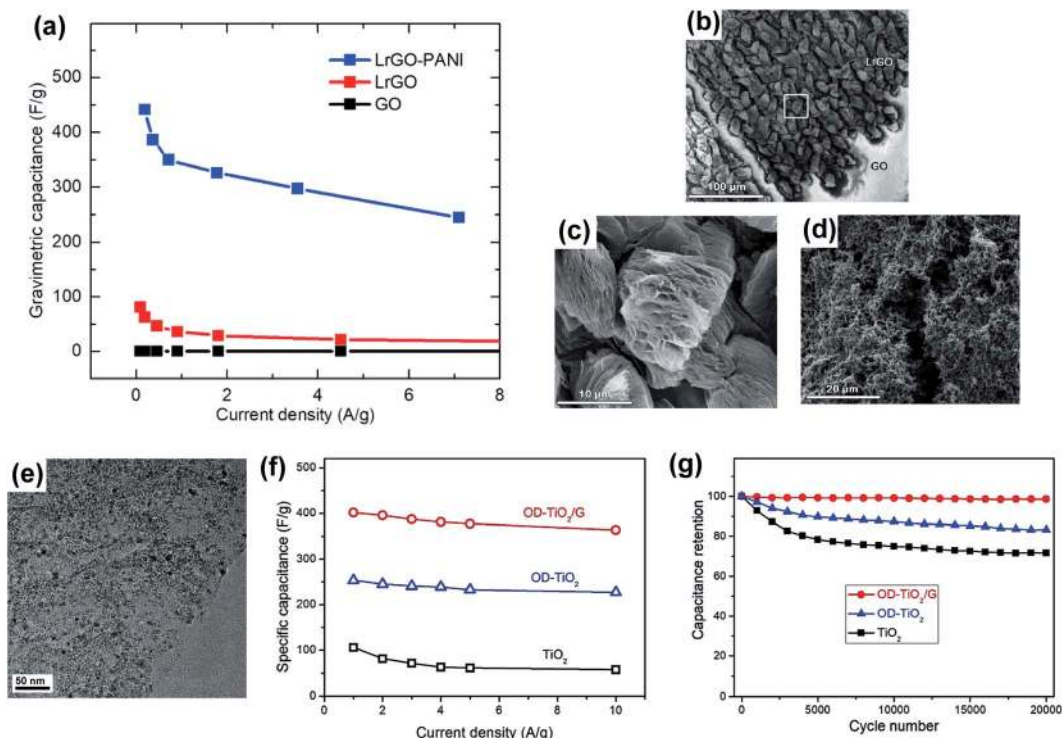 (a)
500
400
300
200
100
0
Gravimetric capacitance (F/g)
LrGO-PANI
LrGO
GO
0
2
4
6
8
Current density (A/g)
(b)
LrGO
GO
100 μm
(c)
10 μm
(d)
20 μm
(e)
50 nm
(f)
500
400
300
200
100
0
Specific capacitance (F/g)
OD-TiO2/G
OD-TiO2
TiO2
0
2
4
6
8
10
Current density (A/g)
(g)
100
80
60
40
20
0
Capacitance retention
OD-TiO2/G
OD-TiO2
TiO2
0
5000
10000
15000
20000
Cycle number